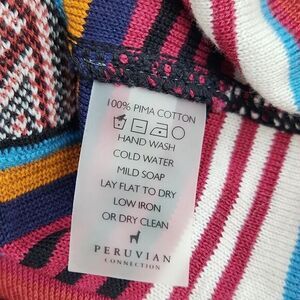 100% PIMA COTTON
HAND WASH
COLD WATER
MILD SOAP
LAY FLAT TO DRY
LOW IRON
OR DRY CLEAN
PERUVIAN
CONNECTION